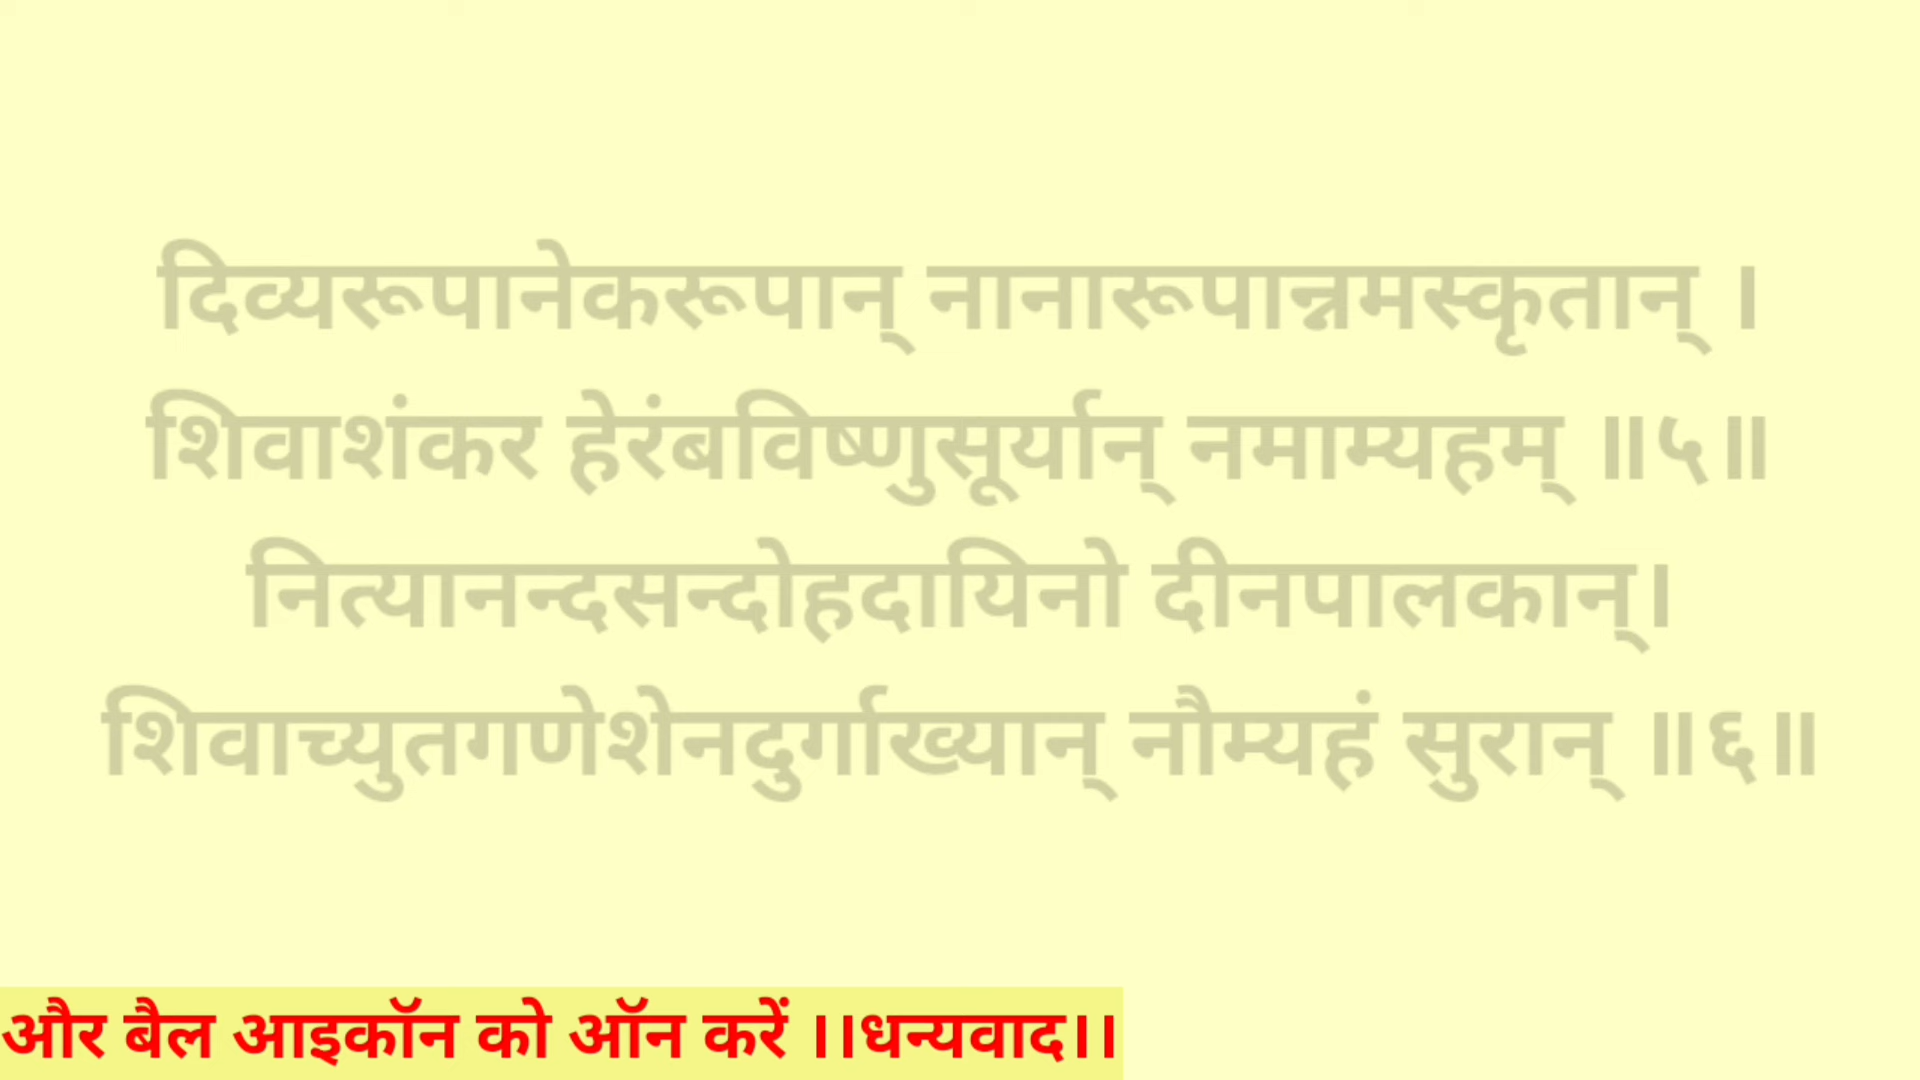 दिव्यरूपानेकरूपान् नानारूपान्नमस्कृतान् ।
शिवाशंकर हेरंबविष्णुसूर्यान् नमाम्यहम् ॥५॥
नित्यानन्दसन्दोहदायिनो दीनपालकान्।
शिवाच्युतगणेशेनदुर्गाख्यान् नौम्यहं सुरान् ॥६॥
और बैल आइकॉन को ऑन करें ।।धन्यवाद।।